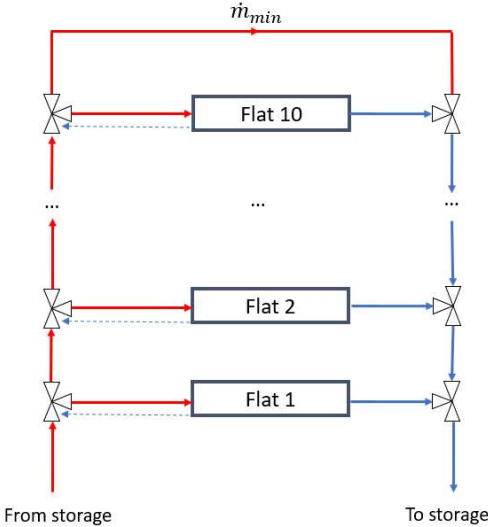 ṁ_min
Flat 10
... ... ...
Flat 2
Flat 1
From storage To storage